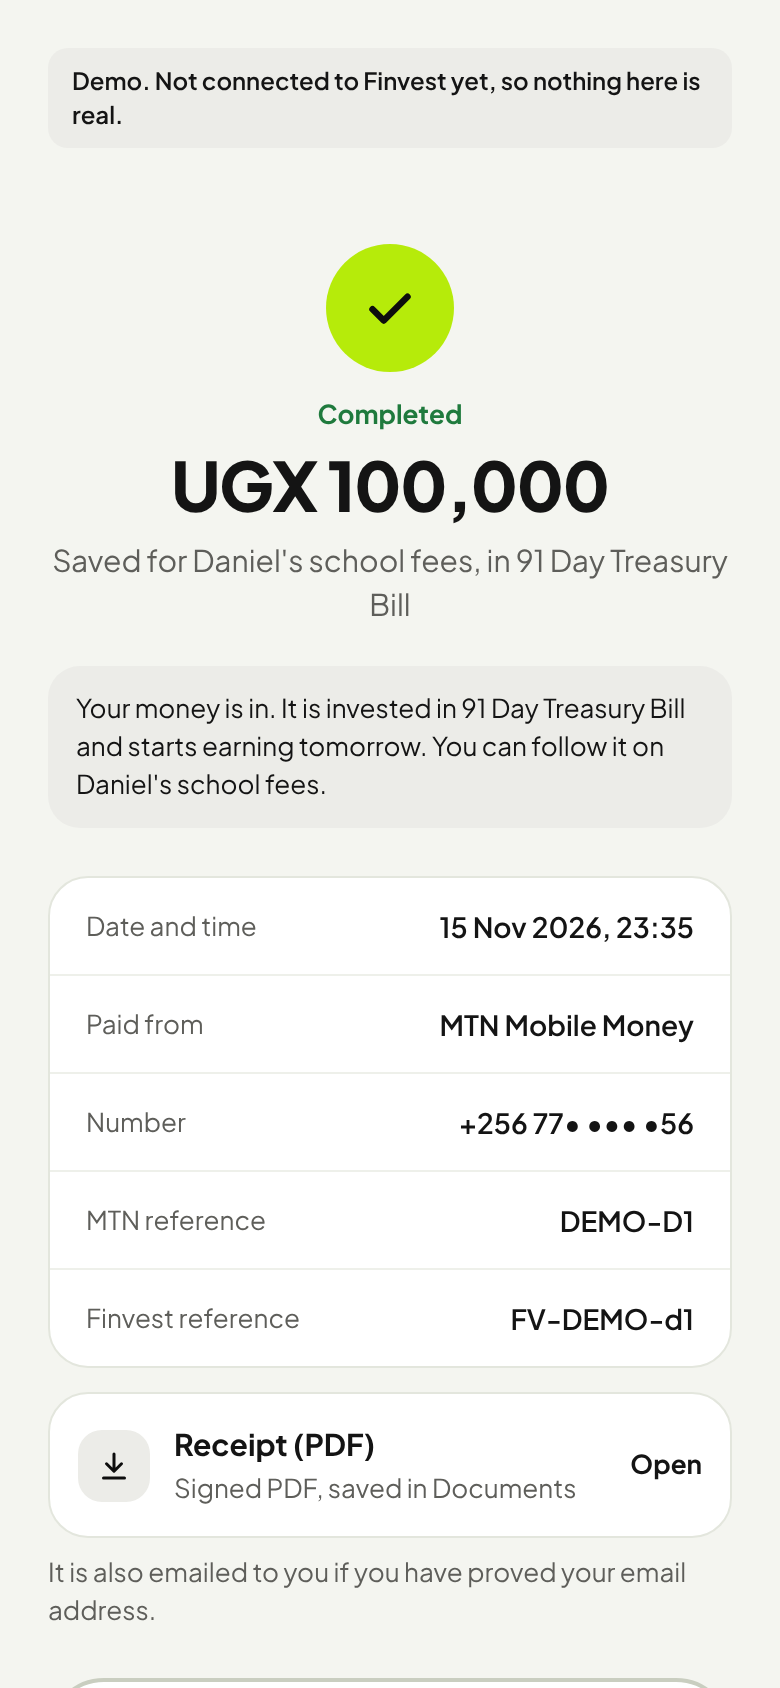 Demo. Not connected to Finvest yet, so nothing here is
real.
Completed
UGX 100,000
Saved for Daniel's school fees, in 91 Day Treasury
Bill
Your money is in. It is invested in 91 Day Treasury Bill
and starts earning tomorrow. You can follow it on
Daniel's school fees.
Date and time 15 Nov 2026, 23:35
Paid from MTN Mobile Money
Number +256 77• ••• •56
MTN reference DEMO-D1
Finvest reference FV-DEMO-d1
Receipt (PDF)
Signed PDF, saved in Documents
Open
It is also emailed to you if you have proved your email
address.